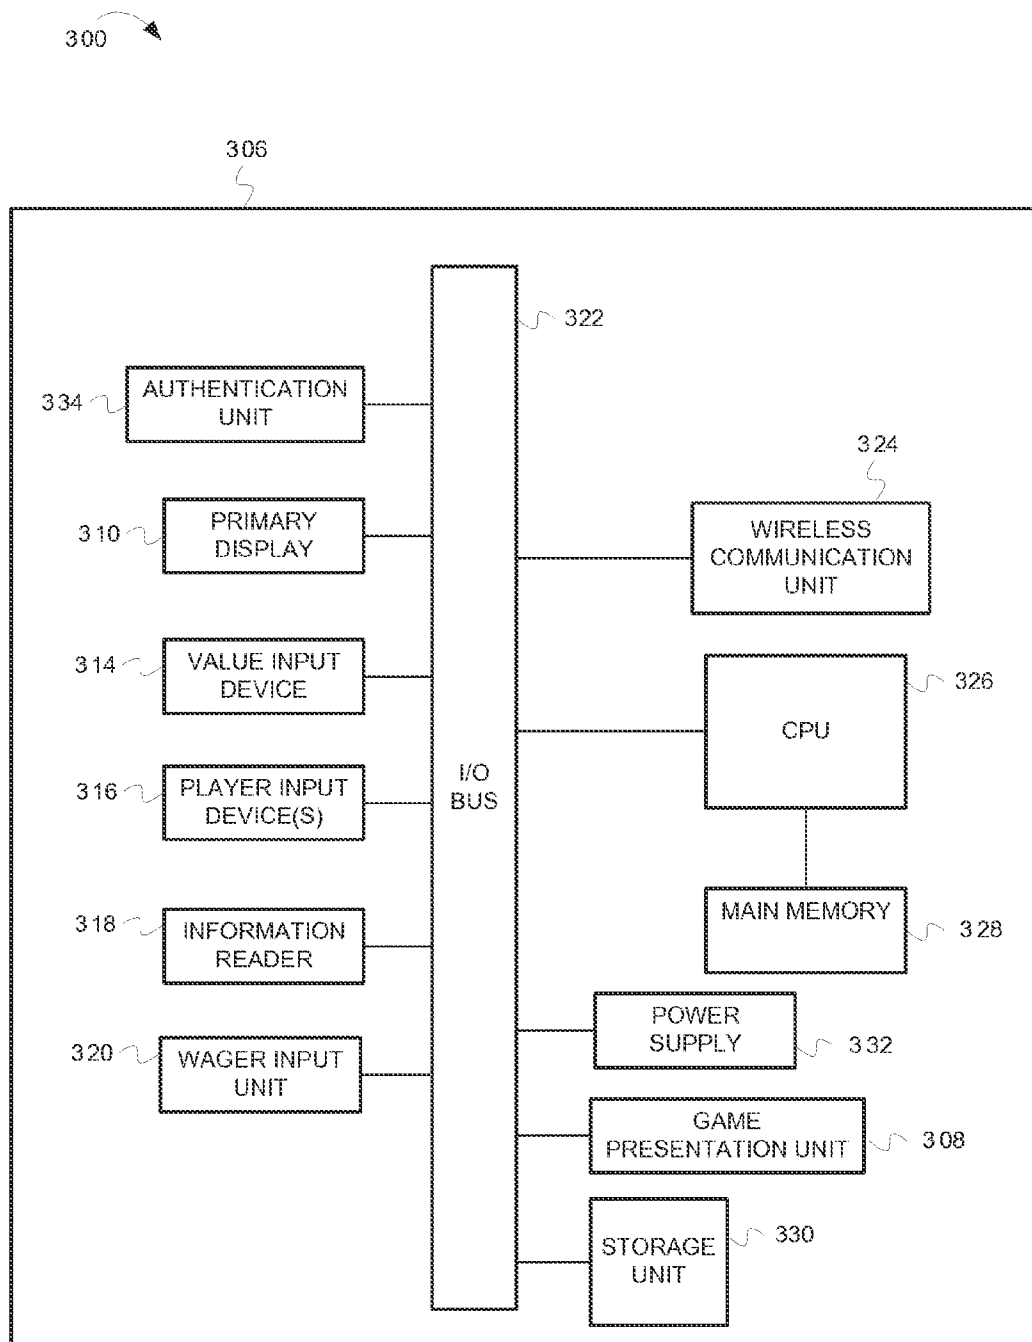 300
306
322
334
AUTHENTICATION
UNIT
324
310
PRIMARY
DISPLAY
WIRELESS
COMMUNICATION
UNIT
314
VALUE INPUT
DEVICE
326
CPU
316
PLAYER INPUT
DEVICE(S)
I/O
BUS
318
INFORMATION
READER
MAIN MEMORY
328
320
WAGER INPUT
UNIT
POWER
SUPPLY
332
GAME
PRESENTATION UNIT
308
330
STORAGE
UNIT